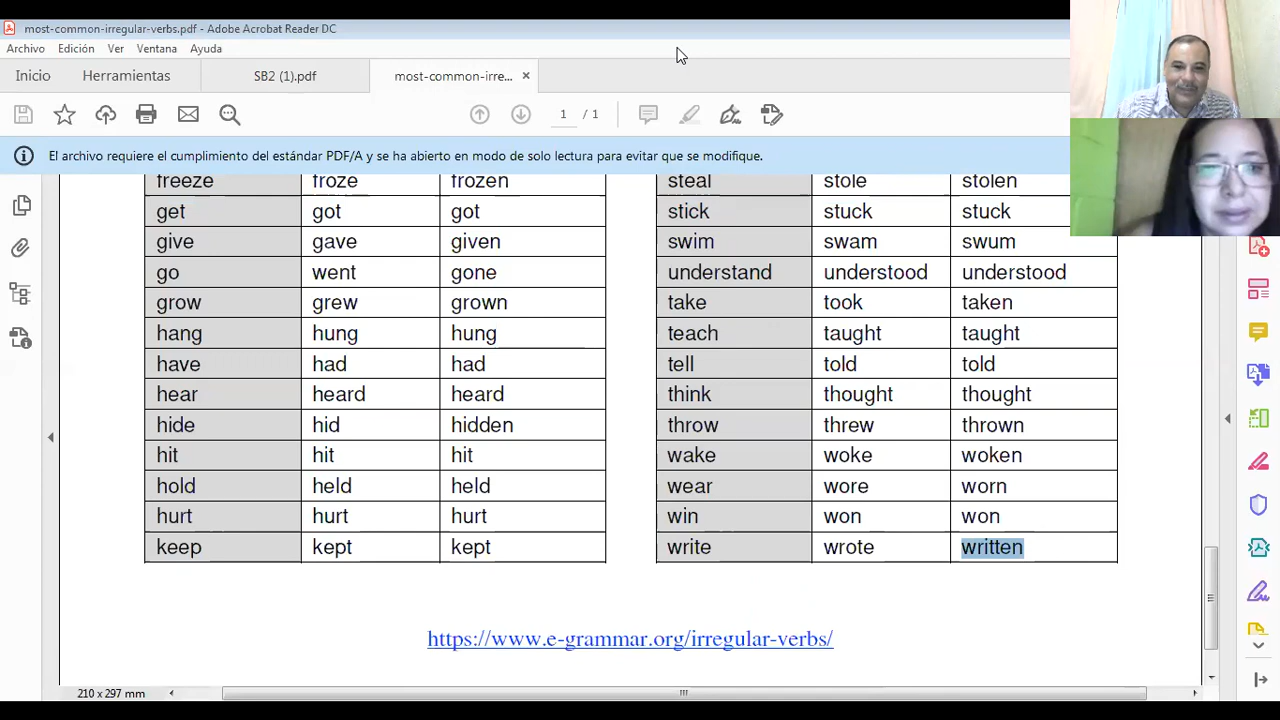 most-common-irregular-verbs.pdf - Adobe Acrobat Reader DC
Archivo Edición Ver Ventana Ayuda
Inicio Herramientas SB2 (1).pdf most-common-irre... ×
1 / 1
El archivo requiere el cumplimiento del estándar PDF/A y se ha abierto en modo de solo lectura para evitar que se modifique.
freeze froze frozen steal stole stolen
get got got stick stuck stuck
give gave given swim swam swum
go went gone understand understood understood
grow grew grown take took taken
hang hung hung teach taught taught
have had had tell told told
hear heard heard think thought thought
hide hid hidden throw threw thrown
hit hit hit wake woke woken
hold held held wear wore worn
hurt hurt hurt win won won
keep kept kept write wrote written
https://www.e-grammar.org/irregular-verbs/
210 x 297 mm